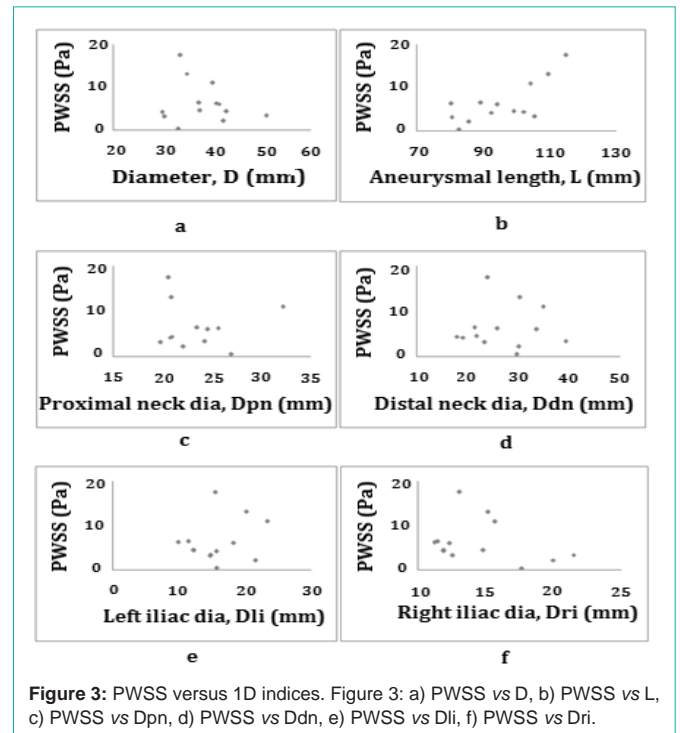 PWSS (Pa)
20
10
0
20 30 40 50 60
Diameter, D (mm)
a
PWSS (Pa)
20
10
0
70 90 110 130
Aneurysmal length, L (mm)
b
PWSS (Pa)
20
10
0
15 20 25 30 35
Proximal neck dia, Dpn (mm)
c
PWSS (Pa)
20
10
0
10 20 30 40 50
Distal neck dia, Ddn (mm)
d
PWSS (Pa)
20
10
0
0 10 20 30
Left iliac dia, Dli (mm)
e
PWSS (Pa)
20
10
0
10 15 20 25
Right iliac dia, Dri (mm)
f
Figure 3: PWSS versus 1D indices. Figure 3: a) PWSS vs D, b) PWSS vs L,
c) PWSS vs Dpn, d) PWSS vs Ddn, e) PWSS vs Dli, f) PWSS vs Dri.